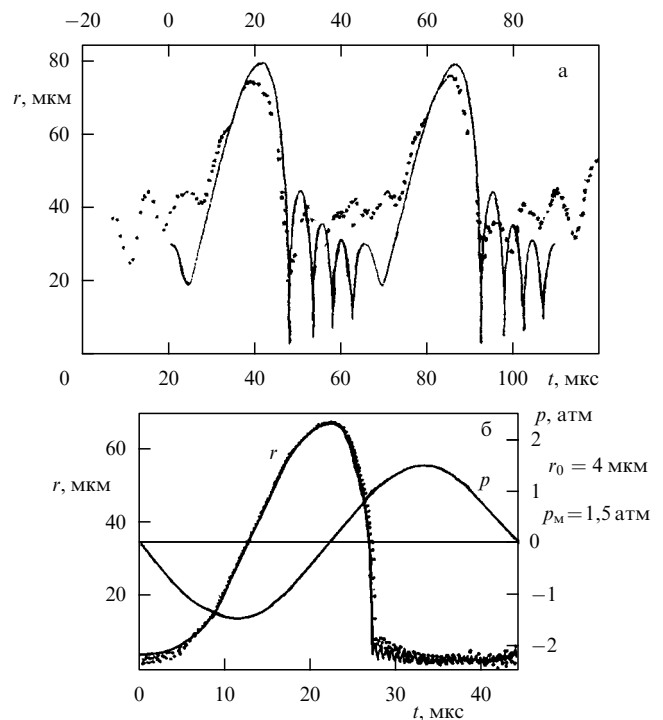 −20 0 20 40 60 80
а
80
r, мкм
60
40
20
0 20 40 60 80 100 t, мкс
p, атм
б
60
r
2
r₀ = 4 мкм
r, мкм
p
1
pм = 1,5 атм
40
0
20
−1
−2
0 10 20 30 40
t, мкс